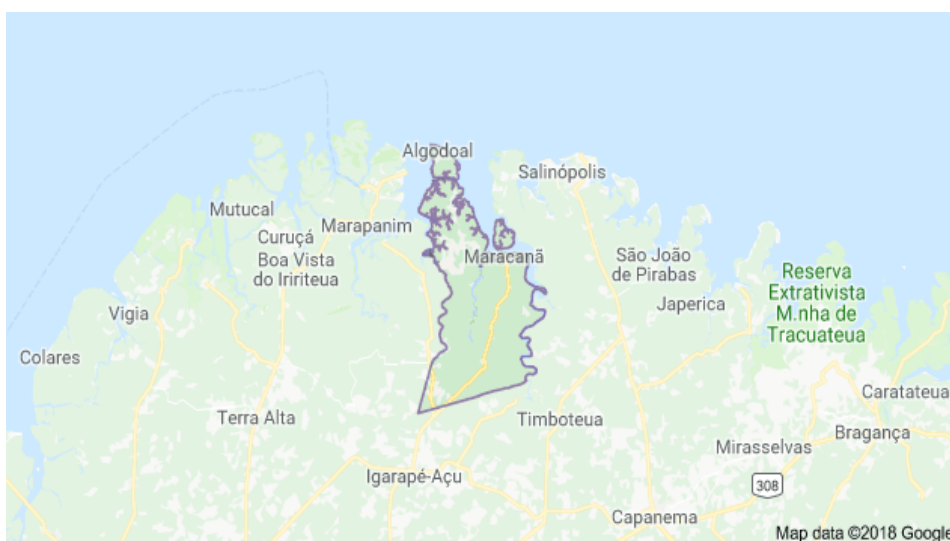 Algodoal
Salinópolis
Mutucal
Marapanim
Curuçá
Boa Vista
do Iririteua
Maracanã
São João
de Pirabas
Reserva
Extrativista
M.nha de
Tracuateua
Japerica
Vigia
Colares
Caratateua
Terra Alta
Timboteua
Bragança
Mirasselvas
Igarapé-Açu
308
Capanema
Map data ©2018 Google